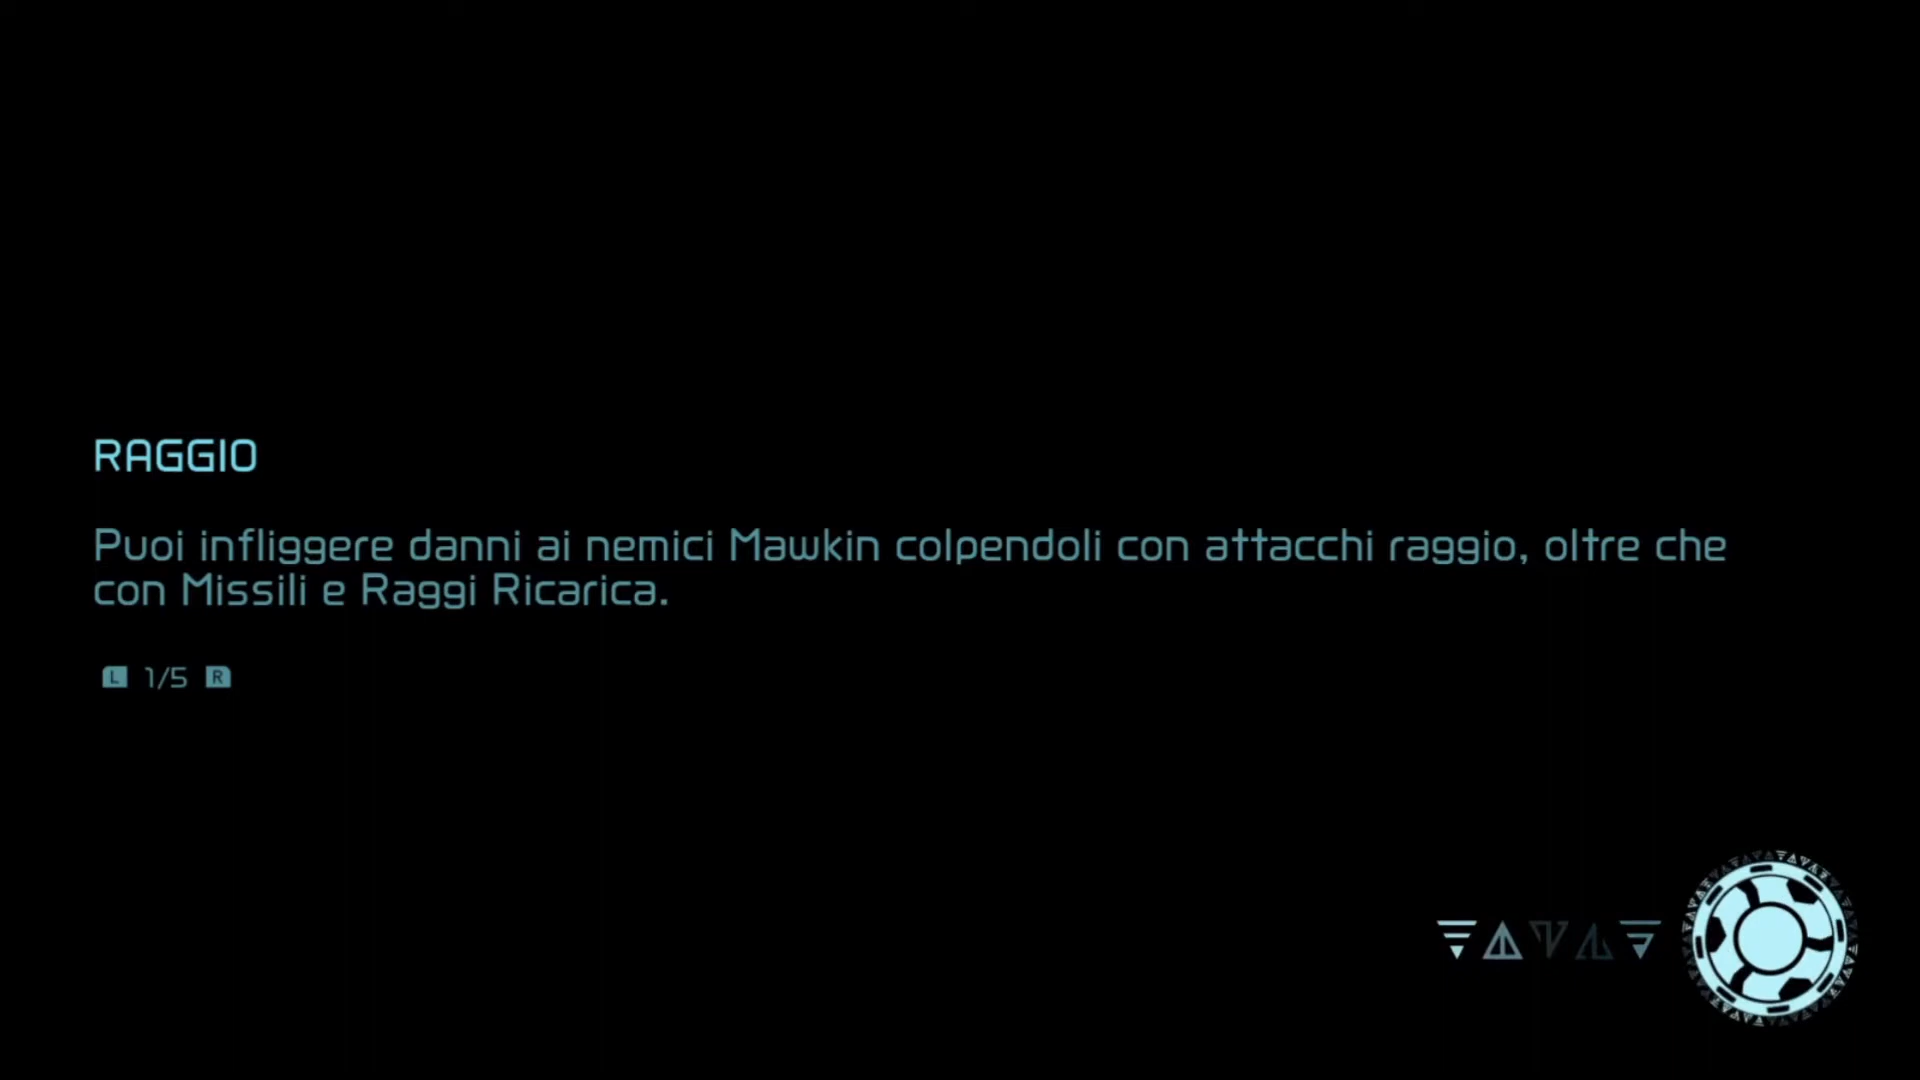 RAGGIO
Puoi infliggere danni ai nemici Mawkin colpendoli con attacchi raggio, oltre che
con Missili e Raggi Ricarica.
L 1/5 R